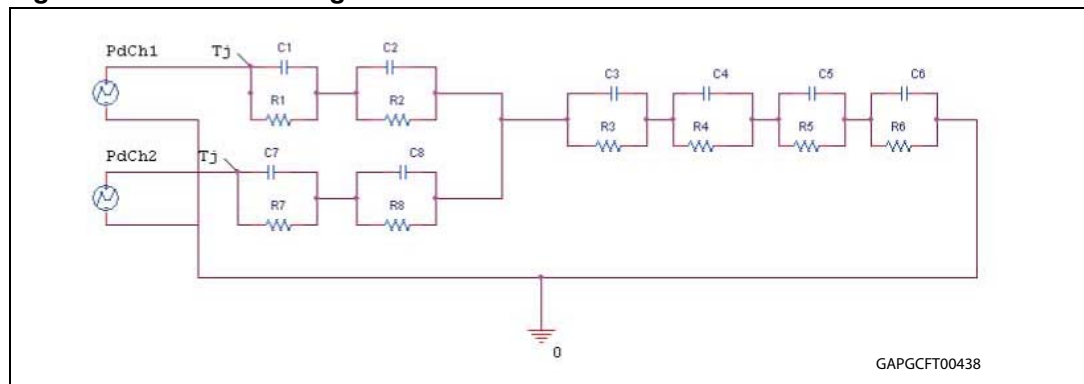 PdCh1
Tj
C1
C2
R1
R2
C3
C4
C5
C6
R3
R4
R5
R6
PdCh2
Tj
C7
C8
R7
R8
0
GAPGCFT00438